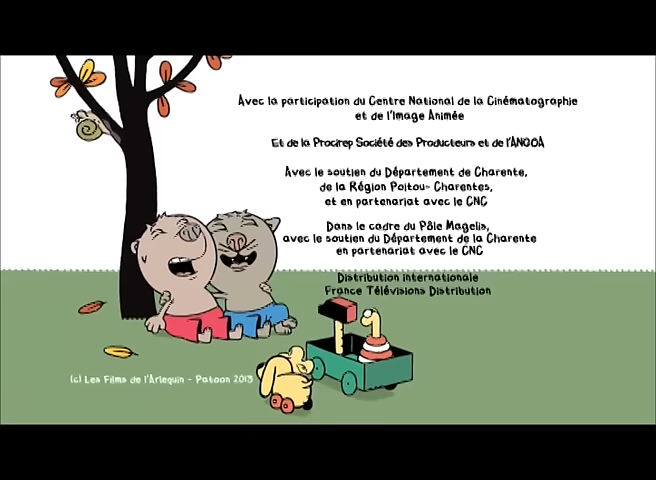 Avec la participation du Centre National de la Cinématographie
et de l'Image Animée
Et de la Procirep Société des Producteurs et de l'ANGOA
Avec le soutien du Département de Charente,
de la Région Poitou- Charentes,
et en partenariat avec le CNC
Dans le cadre du Pôle Magelis,
avec le soutien du Département de la Charente
en partenariat avec le CNC
Distribution internationale
France Télévisions Distribution
(c) Les Films de l'Arlequin - Patoon 2013